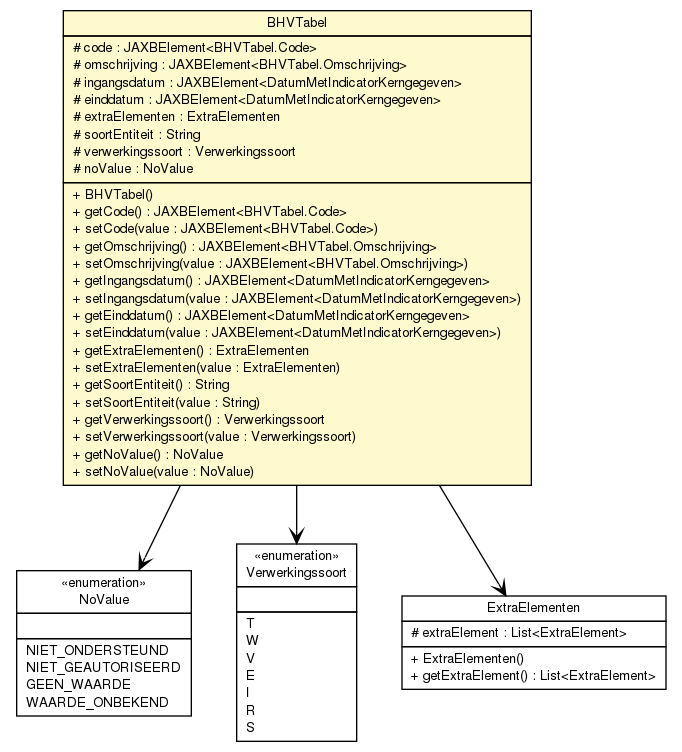 BHVTabel
# code : JAXBElement<BHVTabel.Code>
# omschrijving : JAXBElement<BHVTabel.Omschrijving>
# ingangsdatum : JAXBElement<DatumMetIndicatorKerngegeven>
# einddatum : JAXBElement<DatumMetIndicatorKerngegeven>
# extraElementen : ExtraElementen
# soortEntiteit : String
# verwerkingssoort : Verwerkingssoort
# noValue : NoValue
+ BHVTabel()
+ getCode() : JAXBElement<BHVTabel.Code>
+ setCode(value : JAXBElement<BHVTabel.Code>)
+ getOmschrijving() : JAXBElement<BHVTabel.Omschrijving>
+ setOmschrijving(value : JAXBElement<BHVTabel.Omschrijving>)
+ getIngangsdatum() : JAXBElement<DatumMetIndicatorKerngegeven>
+ setIngangsdatum(value : JAXBElement<DatumMetIndicatorKerngegeven>)
+ getEinddatum() : JAXBElement<DatumMetIndicatorKerngegeven>
+ setEinddatum(value : JAXBElement<DatumMetIndicatorKerngegeven>)
+ getExtraElementen() : ExtraElementen
+ setExtraElementen(value : ExtraElementen)
+ getSoortEntiteit() : String
+ setSoortEntiteit(value : String)
+ getVerwerkingssoort() : Verwerkingssoort
+ setVerwerkingssoort(value : Verwerkingssoort)
+ getNoValue() : NoValue
+ setNoValue(value : NoValue)
«enumeration»
NoValue
NIET_ONDERSTEUND
NIET_GEAUTORISEERD
GEEN_WAARDE
WAARDE_ONBEKEND
«enumeration»
Verwerkingssoort
T
W
V
E
I
R
S
ExtraElementen
# extraElement : List<ExtraElement>
+ ExtraElementen()
+ getExtraElement() : List<ExtraElement>